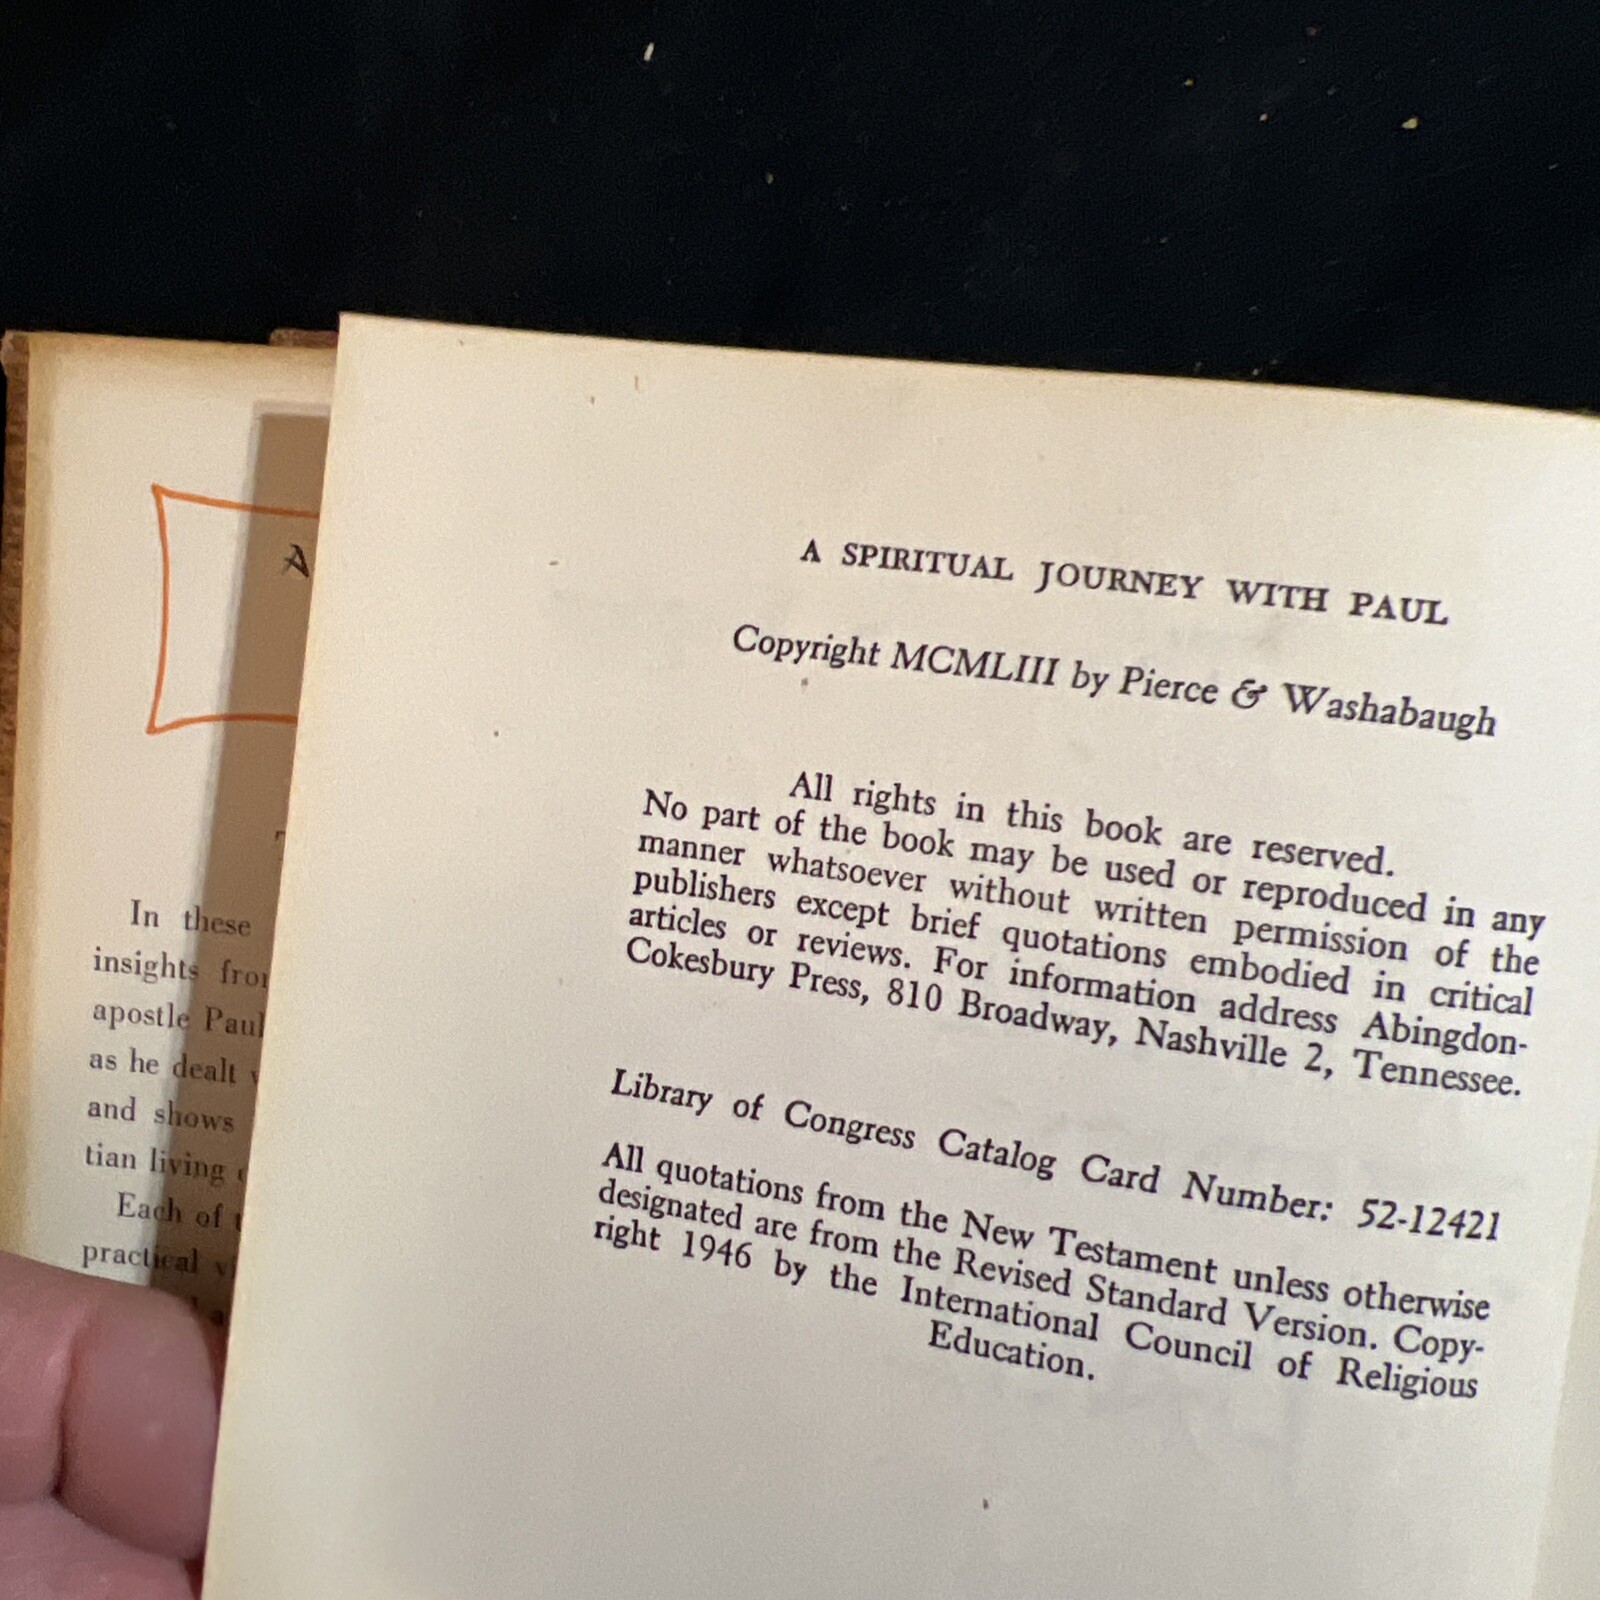 A
In these
insights
apostle Paul
as he dealt
and shows
tian living
Each of
practical
A SPIRITUAL JOURNEY WITH PAUL
Copyright MCMLIII by Pierce & Washabaugh
All rights in this book are reserved.
No part of the book may be used or reproduced in any
manner whatsoever without written permission of the
publishers except brief quotations embodied in critical
articles or reviews. For information address Abingdon-
Cokesbury Press, 810 Broadway, Nashville 2, Tennessee.
Library of Congress Catalog Card Number: 52-12421
All quotations from the New Testament unless otherwise
designated are from the Revised Standard Version. Copy-
right 1946 by the International Council of Religious
Education.